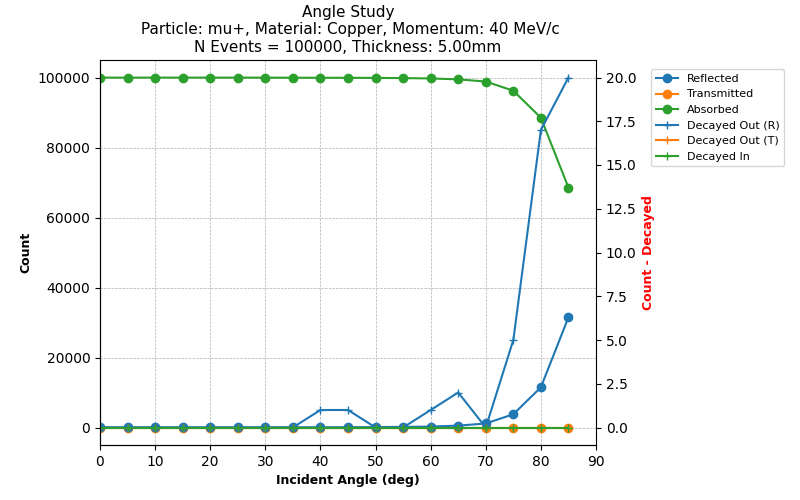 Angle Study
Particle: mu+, Material: Copper, Momentum: 40 MeV/c
N Events = 100000, Thickness: 5.00mm
100000
80000
60000
40000
20000
0
Count
0 10 20 30 40 50 60 70 80 90
Incident Angle (deg)
20.0
17.5
15.0
12.5
10.0
7.5
5.0
2.5
0.0
Count - Decayed
Reflected
Transmitted
Absorbed
Decayed Out (R)
Decayed Out (T)
Decayed In